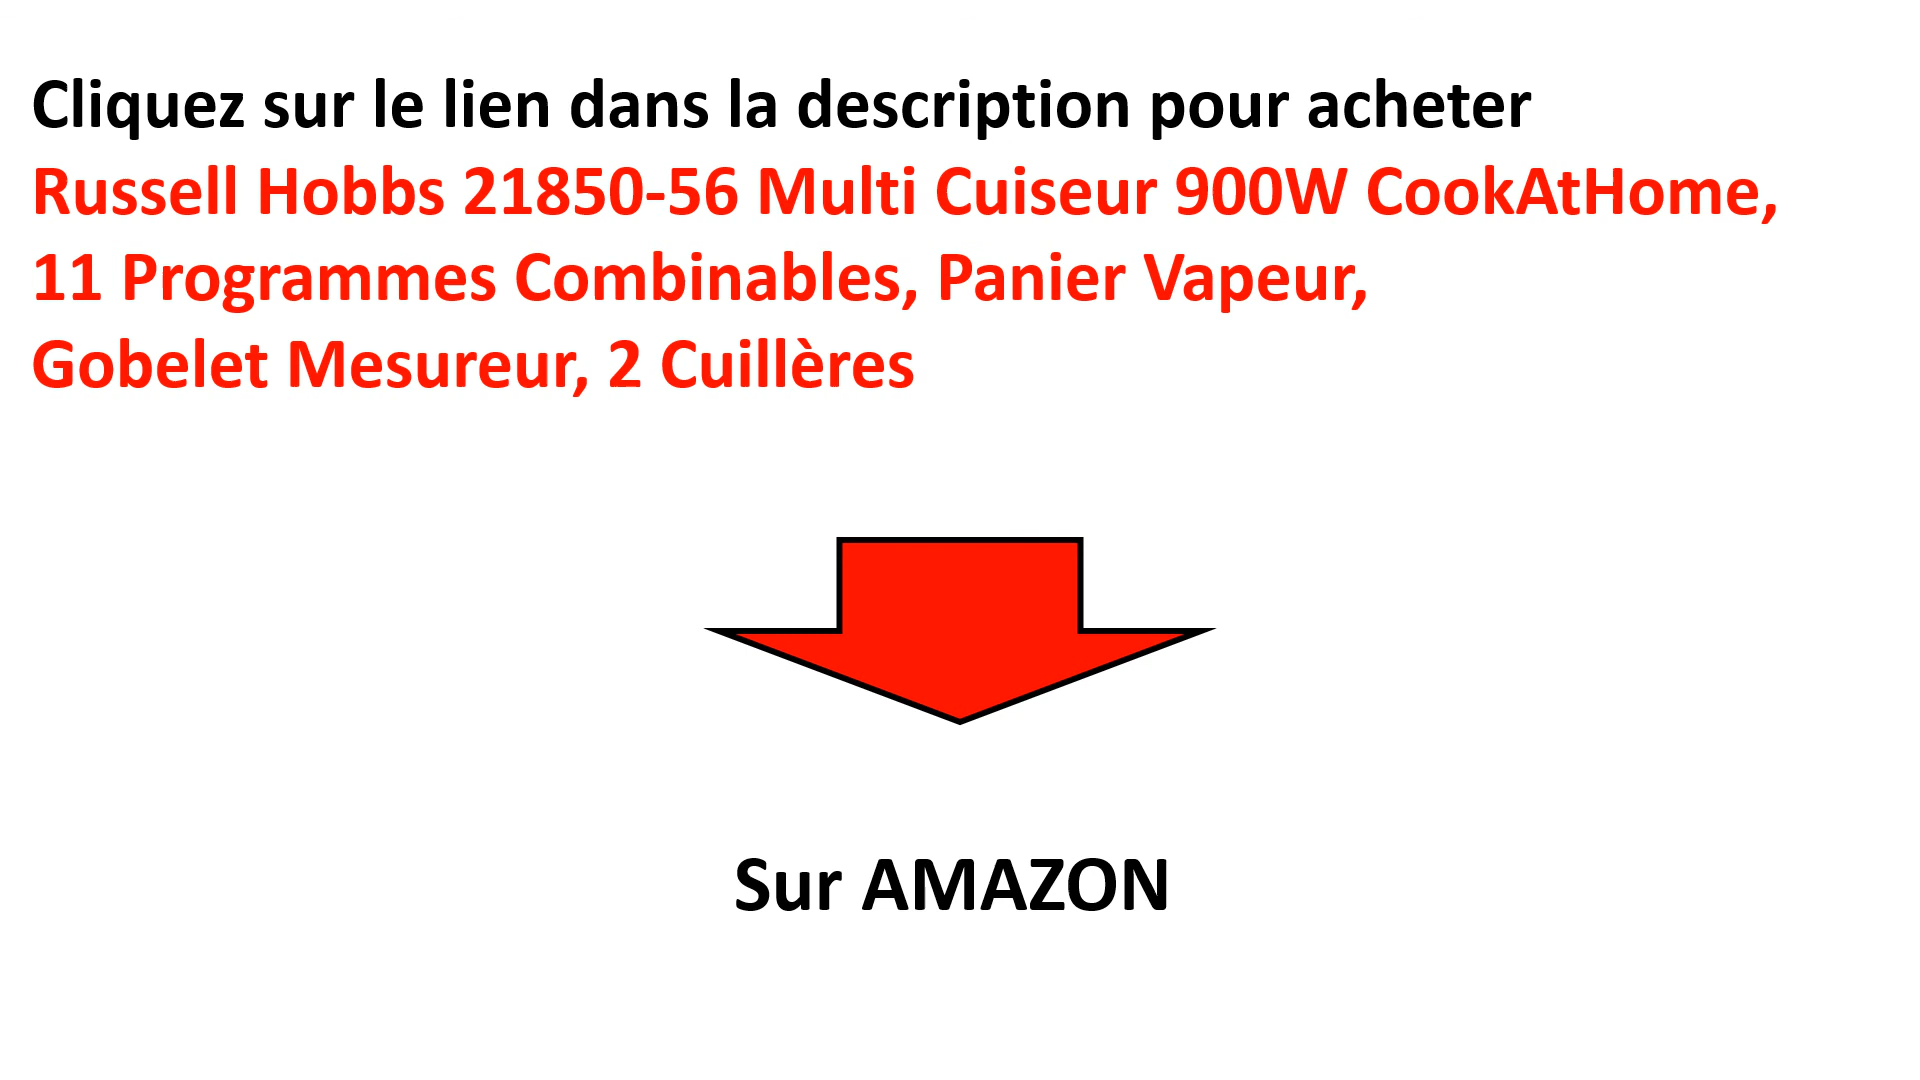 Cliquez sur le lien dans la description pour acheter
Russell Hobbs 21850-56 Multi Cuiseur 900W CookAtHome,
11 Programmes Combinables, Panier Vapeur,
Gobelet Mesureur, 2 Cuillères
Sur AMAZON